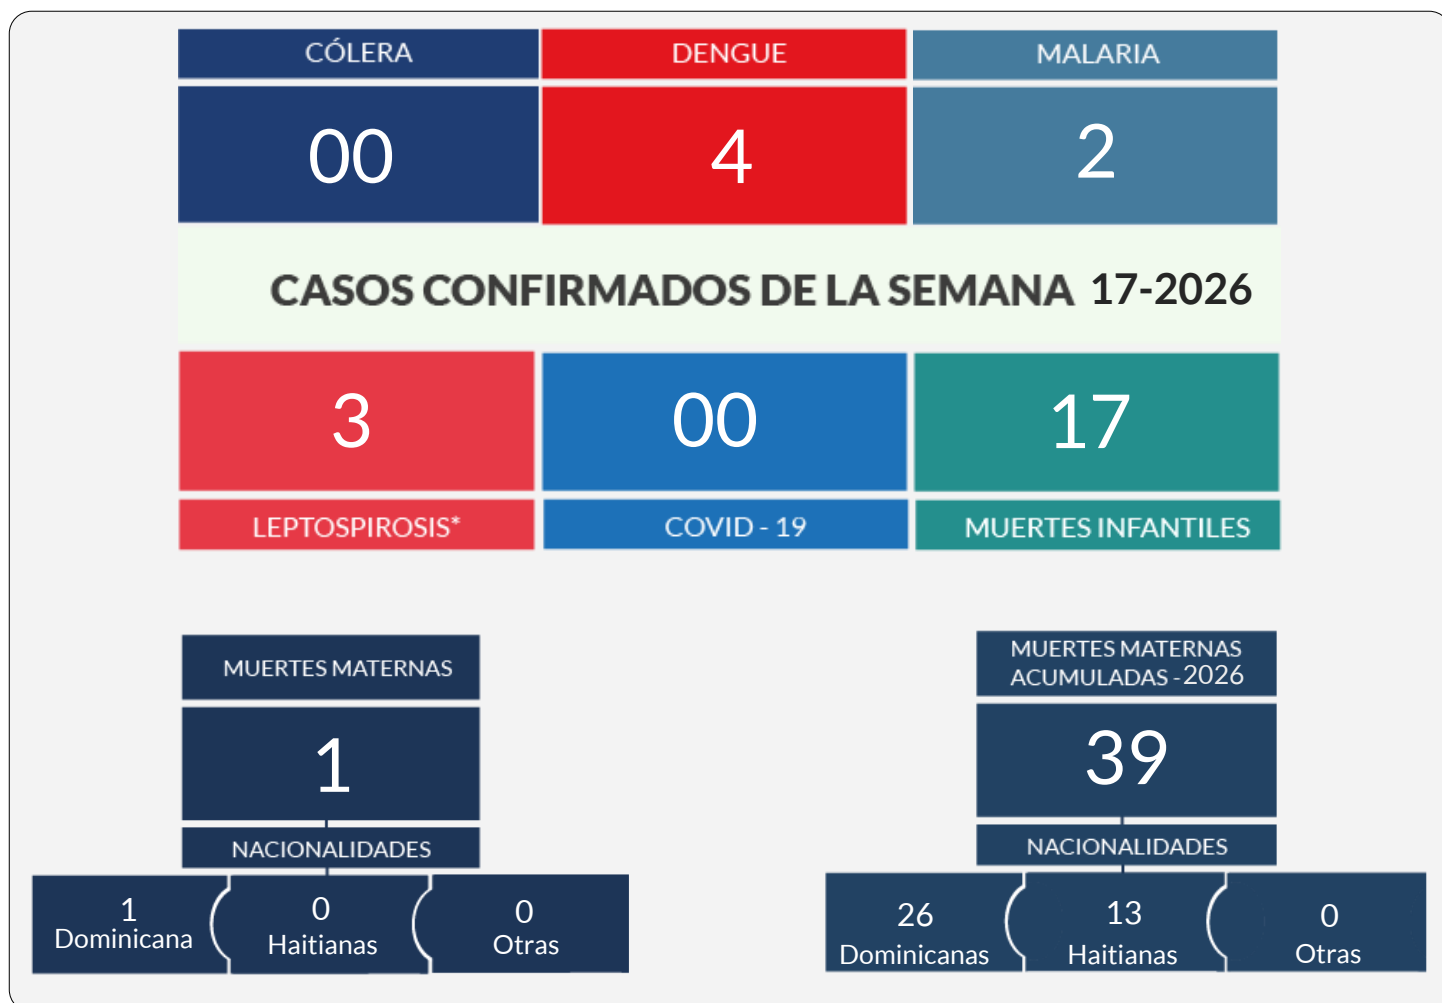 CÓLERA
DENGUE
MALARIA
00
4
2
CASOS CONFIRMADOS DE LA SEMANA 17-2026
3
00
17
LEPTOSPIROSIS*
COVID - 19
MUERTES INFANTILES
MUERTES MATERNAS
1
NACIONALIDADES
1
Dominicana
0
Haitianas
0
Otras
MUERTES MATERNAS
ACUMULADAS - 2026
39
NACIONALIDADES
26
Dominicanas
13
Haitianas
0
Otras